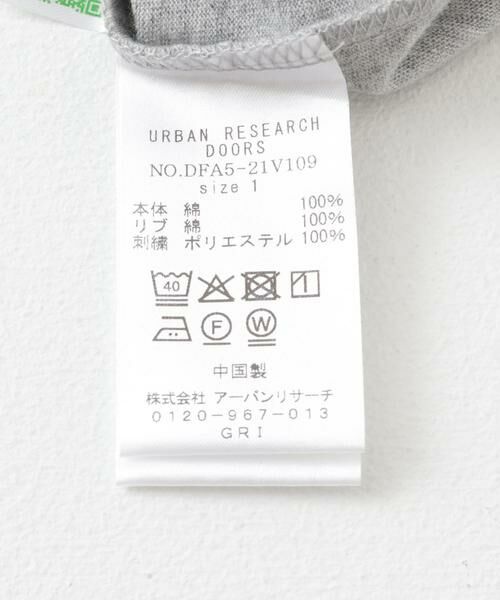 URBAN RESEARCH
DOORS
NO.DFA5-21V109
size 1
本体 綿 100%
リブ 綿 100%
刺繍 ポリエステル 100%
40
F W
中国製
株式会社 アーバンリサーチ
0120-967-013
GRI